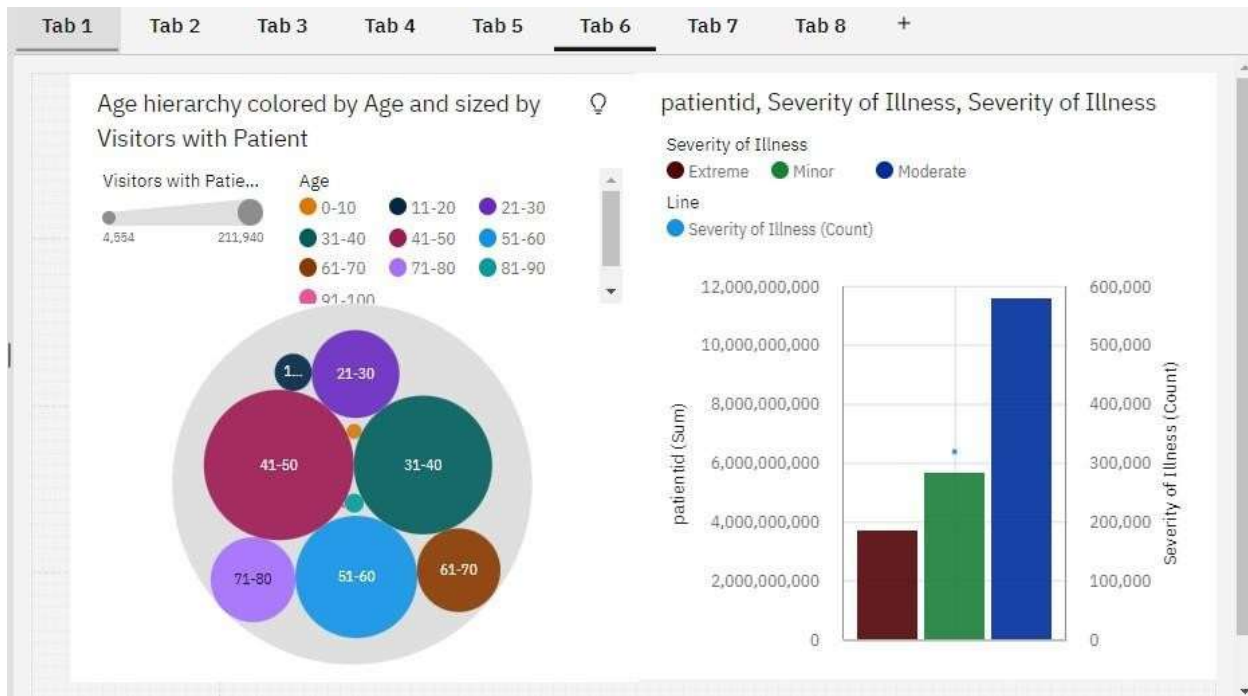 Tab 1 Tab 2 Tab 3 Tab 4 Tab 5 Tab 6 Tab 7 Tab 8 +
Age hierarchy colored by Age and sized by
Visitors with Patient
Visitors with Patie...
4,554 211,940
Age
0-10 11-20 21-30
31-40 41-50 51-60
61-70 71-80 81-90
91-100
1... 21-30
41-50 31-40
71-80 51-60 61-70
patientid, Severity of Illness, Severity of Illness
Severity of Illness
Extreme Minor Moderate
Line
Severity of Illness (Count)
patientid (Sum)
12,000,000,000
10,000,000,000
8,000,000,000
6,000,000,000
4,000,000,000
2,000,000,000
0
600,000
500,000
400,000
300,000
200,000
100,000
0
Severity of Illness (Count)